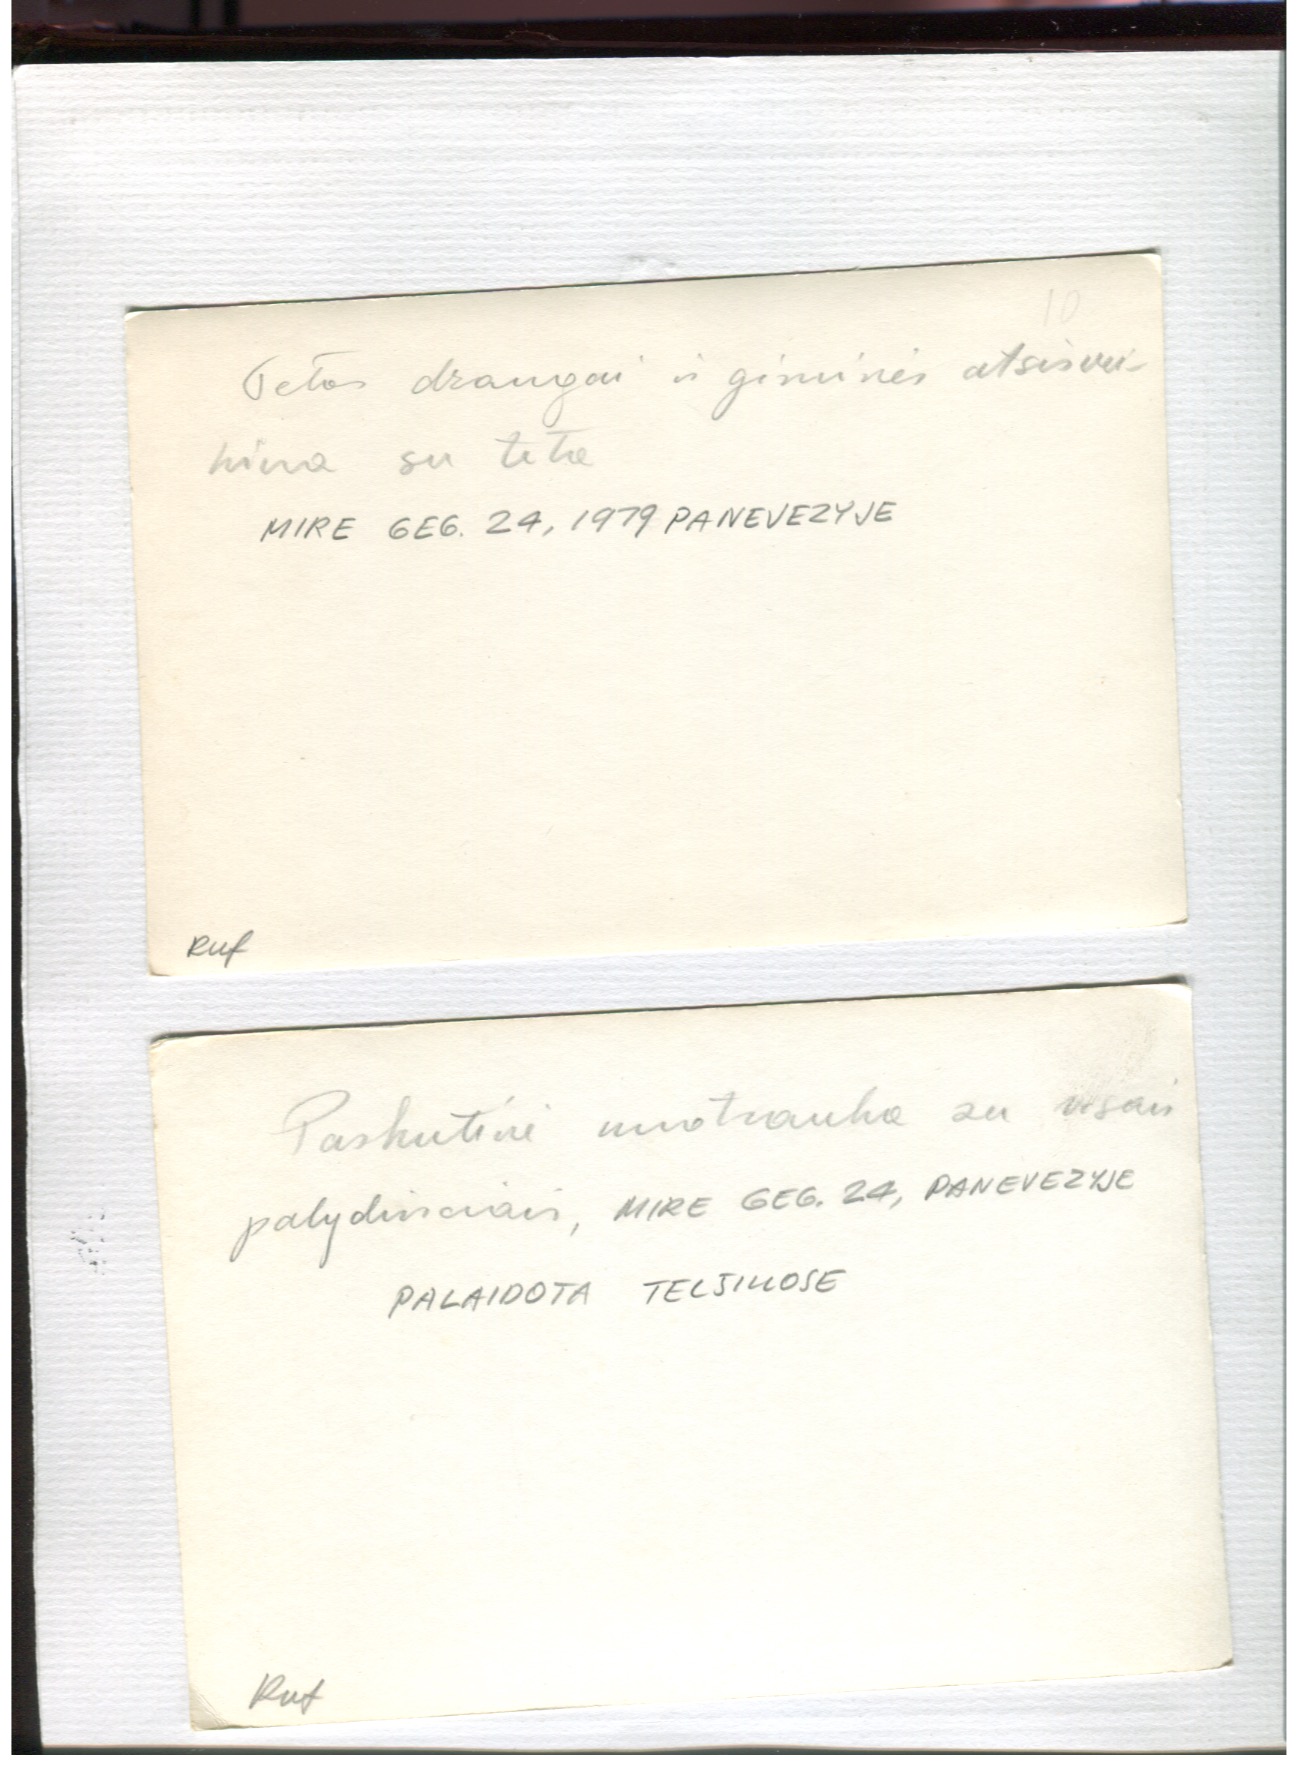 10
Tetos draugai ir giminės atsisvei-
kina su teta
MIRE GEG. 24, 1979 PANEVEZYJE
Ruf
Paskutinė nuotrauka su visais
palydinciais, MIRE GEG. 24, PANEVEZYJE
PALAIDOTA TELSIUOSE
Ruf